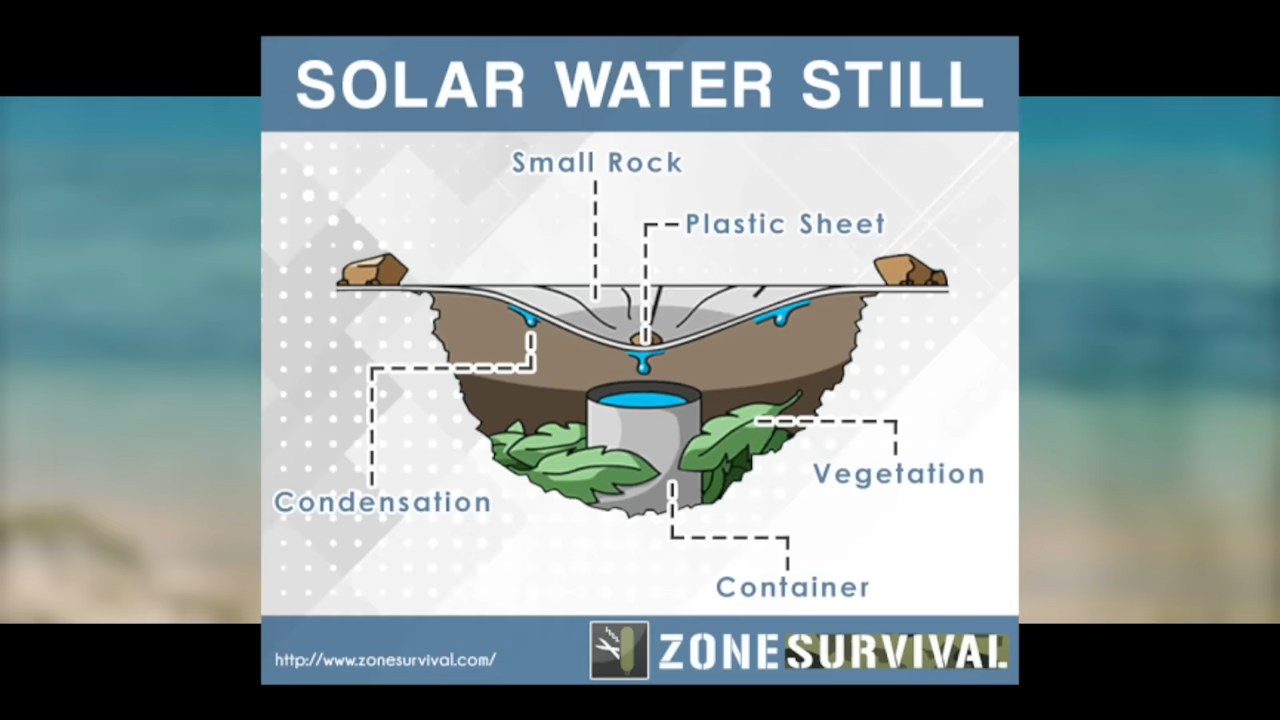 SOLAR WATER STILL
Small Rock
Plastic Sheet
Vegetation
Condensation
Container
http://www.zonesurvival.com/
ZONESURVIVAL